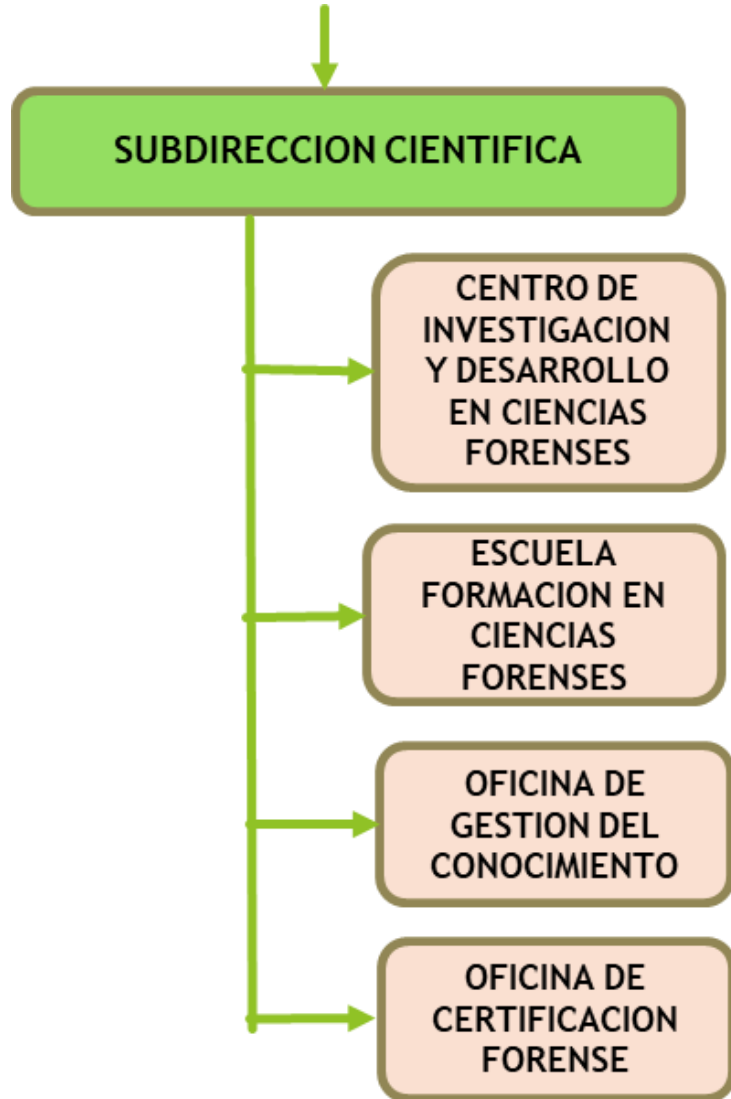 SUBDIRECCION CIENTIFICA
CENTRO DE
INVESTIGACION
Y DESARROLLO
EN CIENCIAS
FORENSES
ESCUELA
FORMACION EN
CIENCIAS
FORENSES
OFICINA DE
GESTION DEL
CONOCIMIENTO
OFICINA DE
CERTIFICACION
FORENSE